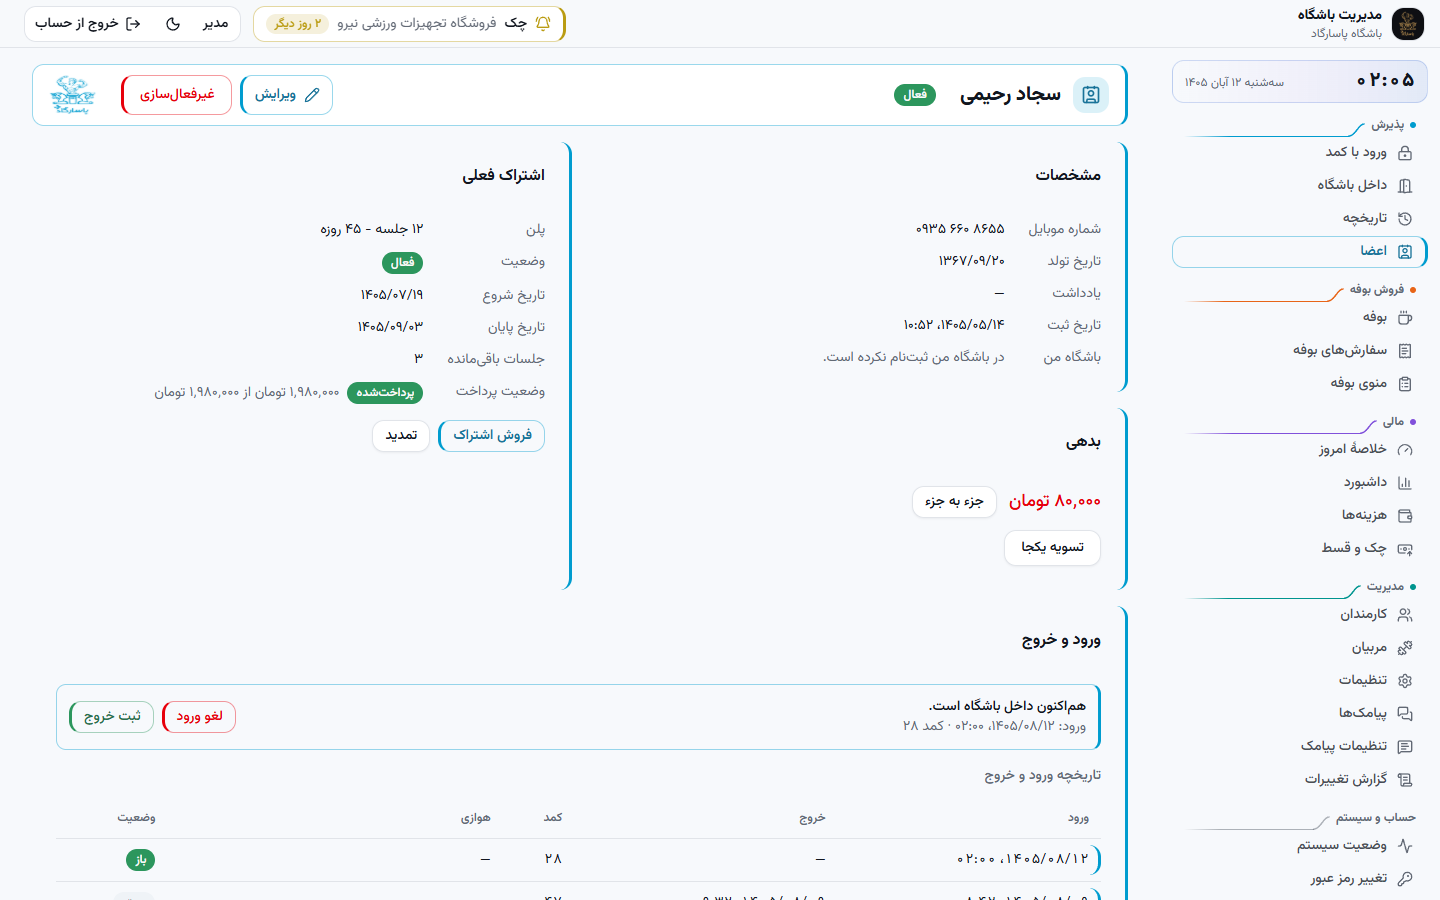 مدیریت باشگاه
باشگاه پاسارگاد
چک فروشگاه تجهیزات ورزشی نیرو ۲ روز دیگر
مدیر
خروج از حساب
۰۲:۰۵
سه‌شنبه ۱۲ آبان ۱۴۰۵
پذیرش
ورود با کمد
داخل باشگاه
تاریخچه
اعضا
فروش بوفه
بوفه
سفارش‌های بوفه
منوی بوفه
مالی
خلاصهٔ امروز
داشبورد
هزینه‌ها
چک و قسط
مدیریت
کارمندان
مربیان
تنظیمات
پیامک‌ها
تنظیمات پیامک
گزارش تغییرات
حساب و سیستم
وضعیت سیستم
تغییر رمز عبور
سجاد رحیمی فعال
ویرایش
غیرفعال‌سازی
پاسارگاد
مشخصات
شماره موبایل ۰۹۳۵ ۶۶۰ ۸۶۵۵
تاریخ تولد ۱۳۶۷/۰۹/۲۰
یادداشت —
تاریخ ثبت ۱۴۰۵/۰۵/۱۴، ۱۰:۵۲
باشگاه من در باشگاه من ثبت‌نام نکرده است.
بدهی
۸۰,۰۰۰ تومان جزء به جزء
تسویه یکجا
اشتراک فعلی
پلن ۱۲ جلسه - ۴۵ روزه
وضعیت فعال
تاریخ شروع ۱۴۰۵/۰۷/۱۹
تاریخ پایان ۱۴۰۵/۰۹/۰۳
جلسات باقی‌مانده ۳
وضعیت پرداخت پرداخت‌شده ۱,۹۸۰,۰۰۰ تومان از ۱,۹۸۰,۰۰۰ تومان
فروش اشتراک تمدید
ورود و خروج
هم‌اکنون داخل باشگاه است.
ورود: ۱۴۰۵/۰۸/۱۲، ۰۲:۰۰ · کمد ۲۸
لغو ورود ثبت خروج
تاریخچه ورود و خروج
ورود خروج کمد هوازی وضعیت
۱۴۰۵/۰۸/۱۲، ۰۲:۰۰ — ۲۸ — باز